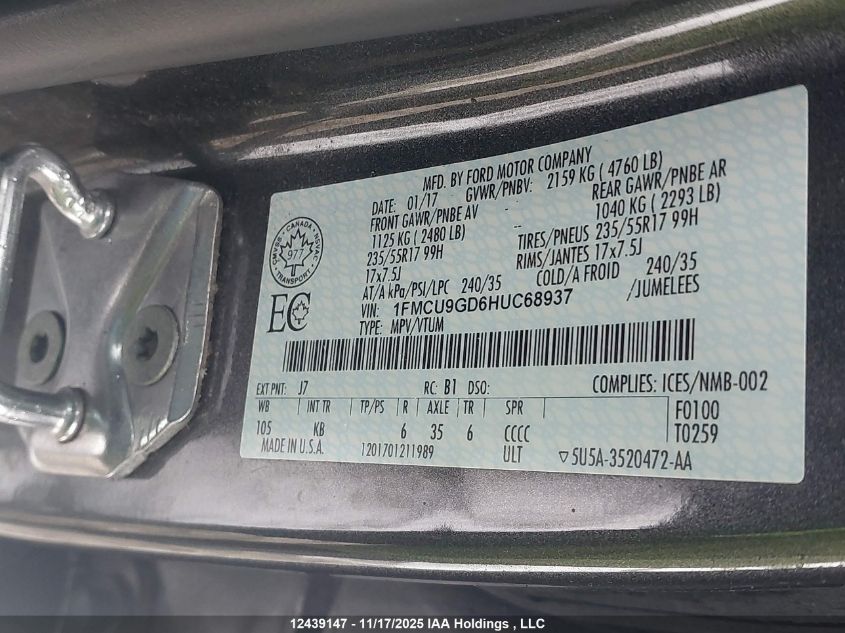 MFD. BY FORD MOTOR COMPANY
DATE: 01/17 GVWR/PNBV: 2159 KG ( 4760 LB)
FRONT GAWR/PNBE AV -- REAR GAWR/PNBE AR
1125 KG ( 2480 LB) 1040 KG ( 2293 LB)
235/55R17 99H TIRES/PNEUS 235/55R17 99H
17x7.5J RIMS/JANTES 17x7.5J
AT/A kPa/PSI/LPC 240/35 COLD/A FROID 240/35
VIN: 1FMCU9GD6HUC68937 /JUMELEES
TYPE: MPV/VTUM
CANADA
CMVSS NSVAC
977
TRANSPORT
EC
EXT PNT: J7 RC: B1 DSO: COMPLIES: ICES/NMB-002
WB INT TR TP/PS R AXLE TR SPR F0100
105 KB 6 35 6 CCCC T0259
MADE IN U.S.A. 1201701211989 ULT ▽5U5A-3520472-AA
12439147 - 11/17/2025 IAA Holdings , LLC